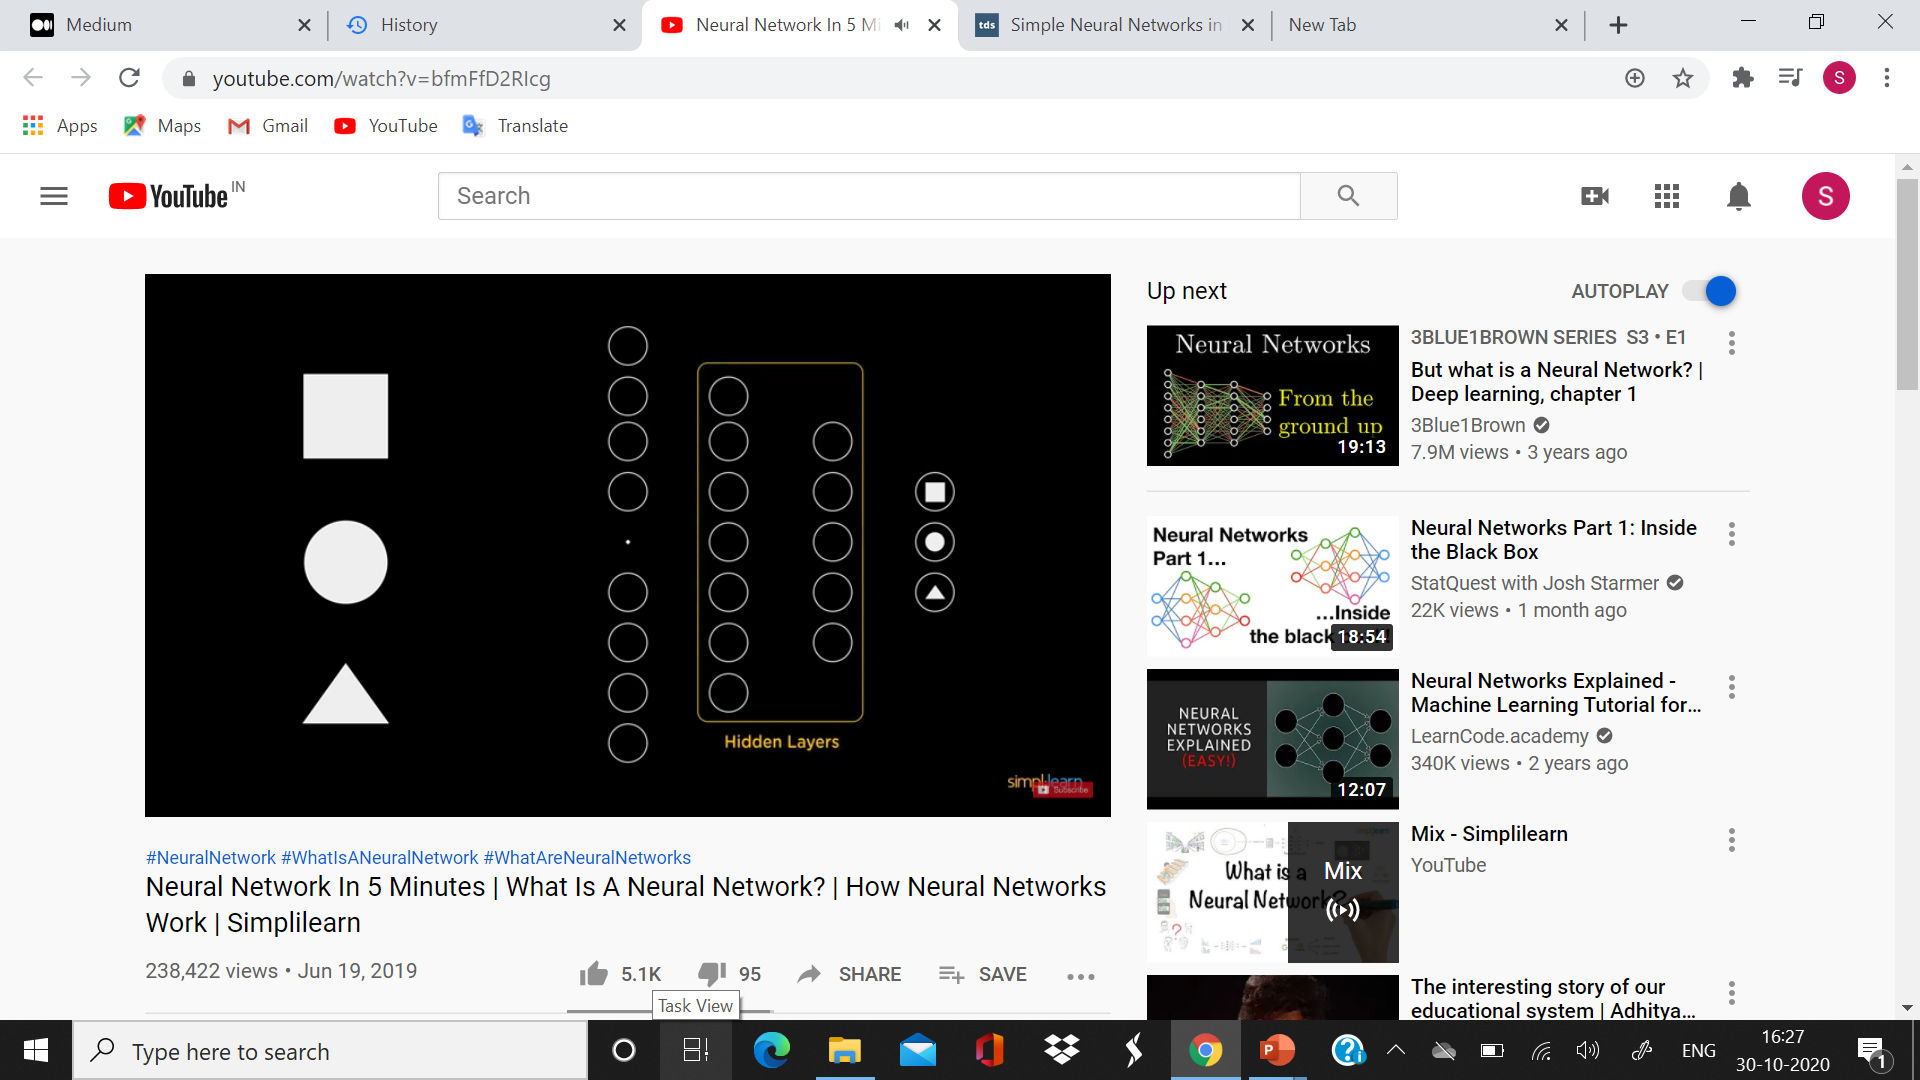 Medium
History
Neural Network In 5 Mi
tds
Simple Neural Networks in
New Tab
youtube.com/watch?v=bfmFfD2RIcg
S
Apps
Maps
Gmail
YouTube
Translate
YouTube IN
Search
S
Hidden Layers
simplilearn
Subscribe
#NeuralNetwork #WhatIsANeuralNetwork #WhatAreNeuralNetworks
Neural Network In 5 Minutes | What Is A Neural Network? | How Neural Networks
Work | Simplilearn
238,422 views • Jun 19, 2019
5.1K
95
SHARE
SAVE
Task View
Up next
AUTOPLAY
Neural Networks
From the
ground up
19:13
3BLUE1BROWN SERIES S3 • E1
But what is a Neural Network? |
Deep learning, chapter 1
3Blue1Brown
7.9M views • 3 years ago
Neural Networks
Part 1...
...Inside
the black
18:54
Neural Networks Part 1: Inside
the Black Box
StatQuest with Josh Starmer
22K views • 1 month ago
NEURAL
NETWORKS
EXPLAINED
(EASY!)
12:07
Neural Networks Explained -
Machine Learning Tutorial for...
LearnCode.academy
340K views • 2 years ago
What is a
Neural Network?
Mix
Mix - Simplilearn
YouTube
The interesting story of our
educational system | Adhitya...
Type here to search
P
ENG
16:27
30-10-2020
1